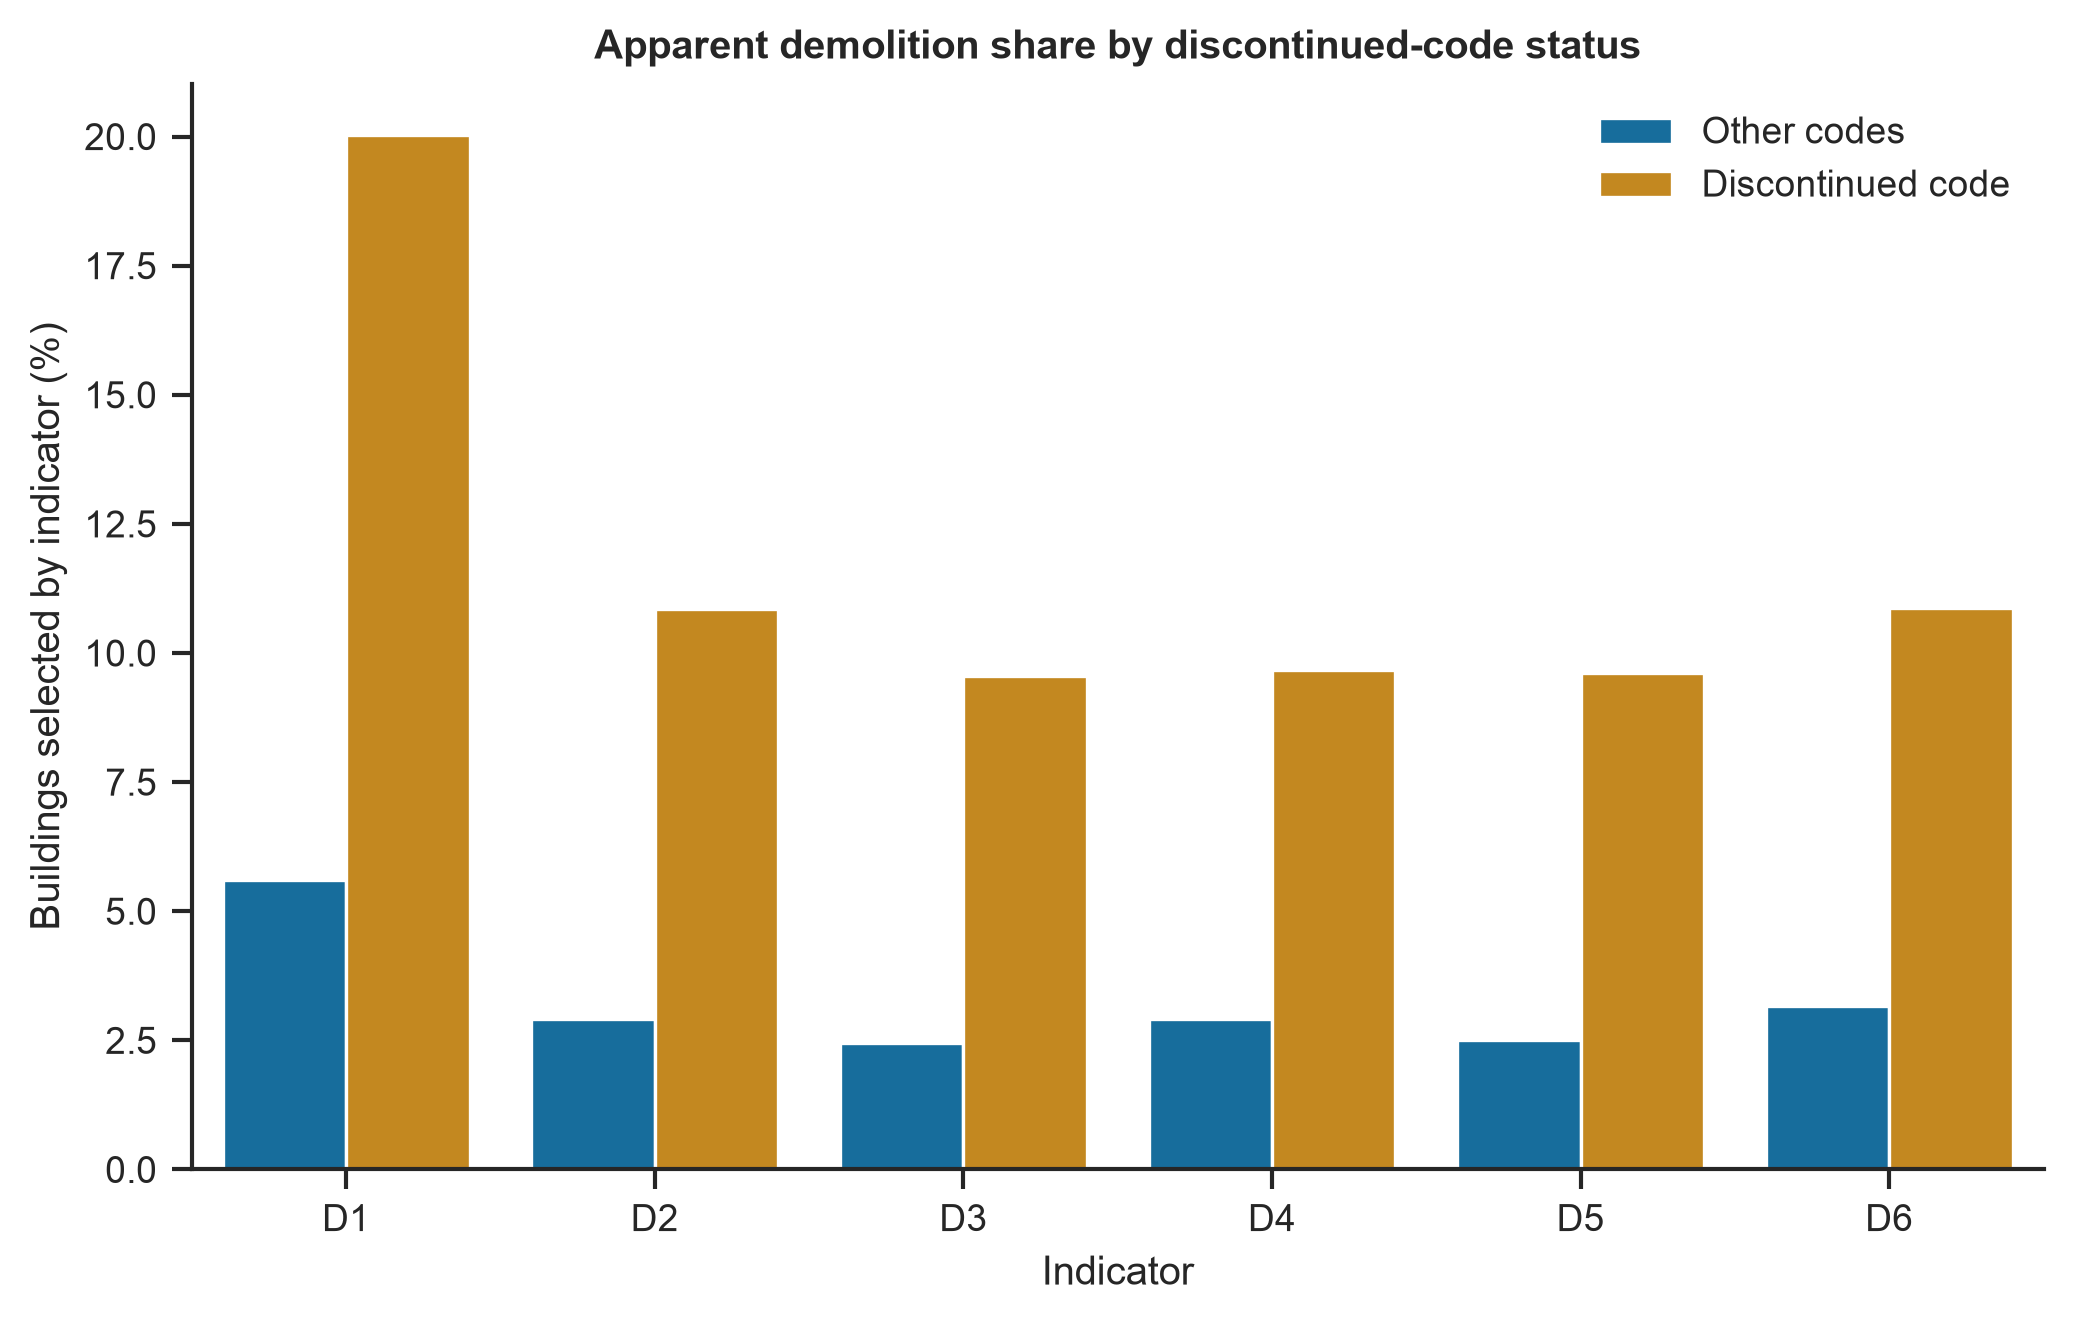 Apparent demolition share by discontinued-code status
Other codes
Discontinued code
Buildings selected by indicator (%)
20.0
17.5
15.0
12.5
10.0
7.5
5.0
2.5
0.0
D1 D2 D3 D4 D5 D6
Indicator